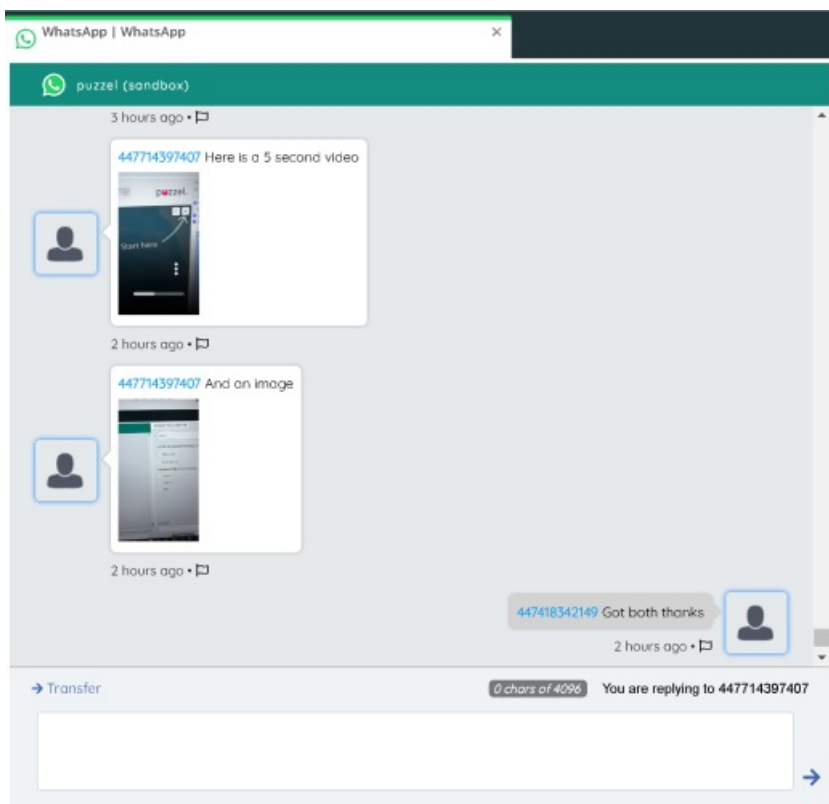 WhatsApp | WhatsApp
puzzel (sandbox)
3 hours ago •
447714397407 Here is a 5 second video
puzzel.
Start here
2 hours ago •
447714397407 And an image
2 hours ago •
447418342149 Got both thanks
2 hours ago •
Transfer
0 chars of 4096 You are replying to 447714397407